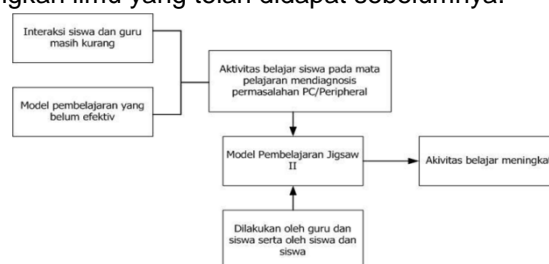 ngkan ilmu yang telah didapat sebelumnya.
Interaksi siswa dan guru
masih kurang
Aktivitas belajar siswa pada mata
pelajaran mendiagnosis
permasalahan PC/Peripheral
Model pembelajaran yang
belum efektiv
Model Pembelajaran Jigsaw
II
Akivitas belajar meningkat
Dilakukan oleh guru dan
siswa serta oleh siswa dan
siswa